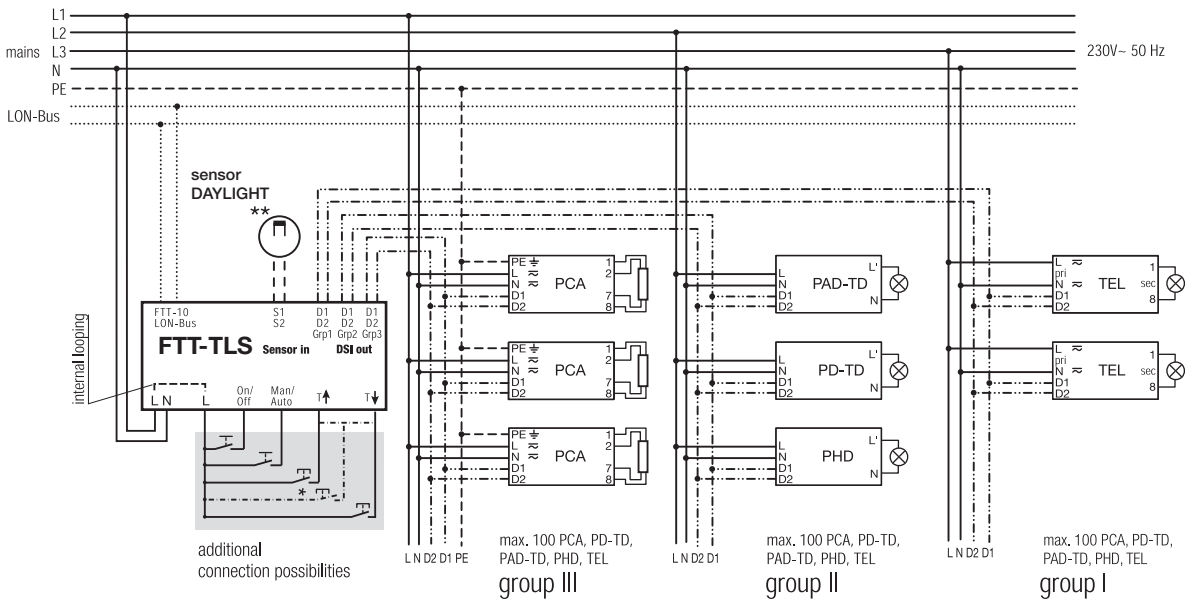 L1
L2
mains L3
230V~ 50 Hz
N
PE
LON-Bus
sensor
DAYLIGHT
**
FTT-10
LON-Bus
S1
S2
D1
D2
Grp1
D1
D2
Grp2
D1
D2
Grp3
FTT-TLS
Sensor in
DSI out
internal looping
L N
L
On/
Off
Man/
Auto
T
T
*
additional
connection possibilities
PE
L
N
D1
D2
PCA
1
2
7
8
PE
L
N
D1
D2
PCA
1
2
7
8
PE
L
N
D1
D2
PCA
1
2
7
8
L N D2 D1 PE
max. 100 PCA, PD-TD,
PAD-TD, PHD, TEL
group III
L
N
D1
D2
PAD-TD
L'
N
L
N
D1
D2
PD-TD
L'
N
L
N
D1
D2
PHD
L'
N
L N D2 D1
max. 100 PCA, PD-TD,
PAD-TD, PHD, TEL
group II
L
pri
N
D1
D2
TEL
1
sec
8
L
pri
N
D1
D2
TEL
1
sec
8
L N D2 D1
max. 100 PCA, PD-TD,
PAD-TD, PHD, TEL
group I